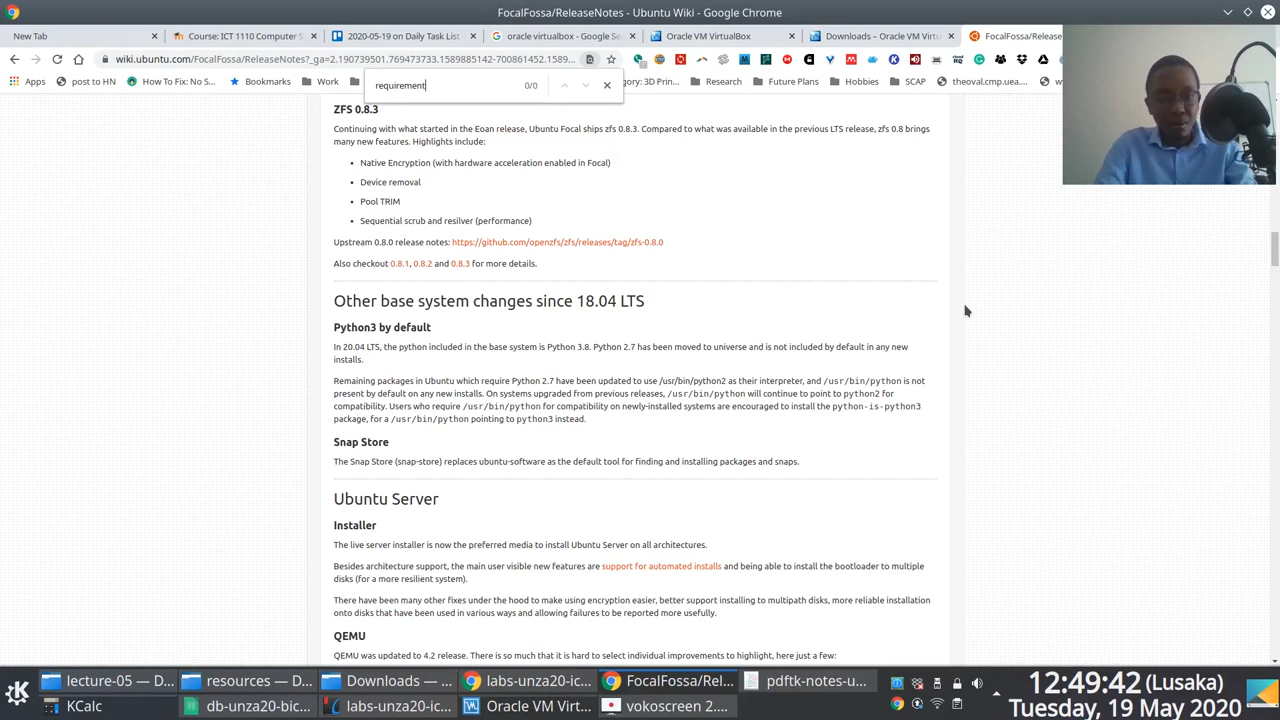 FocalFossa/ReleaseNotes - Ubuntu Wiki - Google Chrome
New Tab
Course: ICT 1110 Computer S
2020-05-19 on Daily Task List
oracle virtualbox - Google Se
Oracle VM VirtualBox
Downloads – Oracle VM Virtu
FocalFossa/Release
wiki.ubuntu.com/FocalFossa/ReleaseNotes?_ga=2.190739501.769473733.1589885142-700861452.1589...
Apps
post to HN
How To Fix: No S...
Bookmarks
Work
gory: 3D Prin...
Research
Future Plans
Hobbies
SCAP
theoval.cmp.uea....
requirement
0/0
ZFS 0.8.3
Continuing with what started in the Eoan release, Ubuntu Focal ships zfs 0.8.3. Compared to what was available in the previous LTS release, zfs 0.8 brings
many new features. Highlights include:
• Native Encryption (with hardware acceleration enabled in Focal)
• Device removal
• Pool TRIM
• Sequential scrub and resilver (performance)
Upstream 0.8.0 release notes: https://github.com/openzfs/zfs/releases/tag/zfs-0.8.0
Also checkout 0.8.1, 0.8.2 and 0.8.3 for more details.
Other base system changes since 18.04 LTS
Python3 by default
In 20.04 LTS, the python included in the base system is Python 3.8. Python 2.7 has been moved to universe and is not included by default in any new
installs.
Remaining packages in Ubuntu which require Python 2.7 have been updated to use /usr/bin/python2 as their interpreter, and /usr/bin/python is not
present by default on any new installs. On systems upgraded from previous releases, /usr/bin/python will continue to point to python2 for
compatibility. Users who require /usr/bin/python for compatibility on newly-installed systems are encouraged to install the python-is-python3
package, for a /usr/bin/python pointing to python3 instead.
Snap Store
The Snap Store (snap-store) replaces ubuntu-software as the default tool for finding and installing packages and snaps.
Ubuntu Server
Installer
The live server installer is now the preferred media to install Ubuntu Server on all architectures.
Besides architecture support, the main user visible new features are support for automated installs and being able to install the bootloader to multiple
disks (for a more resilient system).
There have been many other fixes under the hood to make using encryption easier, better support installing to multipath disks, more reliable installation
onto disks that have been used in various ways and allowing failures to be reported more usefully.
QEMU
QEMU was updated to 4.2 release. There is so much that it is hard to select individual improvements to highlight, here just a few:
lecture-05 — D...
resources — D...
Downloads — ...
labs-unza20-ic...
FocalFossa/Rel...
pdftk-notes-u...
KCalc
db-unza20-bic...
labs-unza20-ic...
Oracle VM Virt...
vokoscreen 2....
12:49:42 (Lusaka)
Tuesday, 19 May 2020